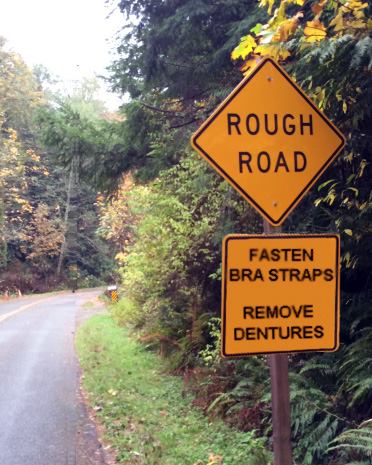 ROUGH
ROAD
FASTEN
BRA STRAPS
REMOVE
DENTURES